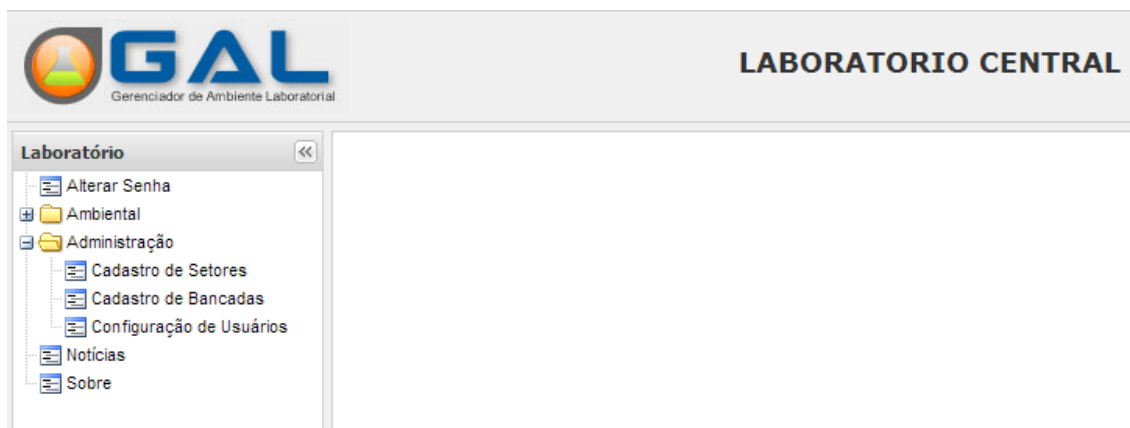 GAL
Gerenciador de Ambiente Laboratorial
LABORATORIO CENTRAL
Laboratório
Alterar Senha
Ambiental
Administração
Cadastro de Setores
Cadastro de Bancadas
Configuração de Usuários
Notícias
Sobre